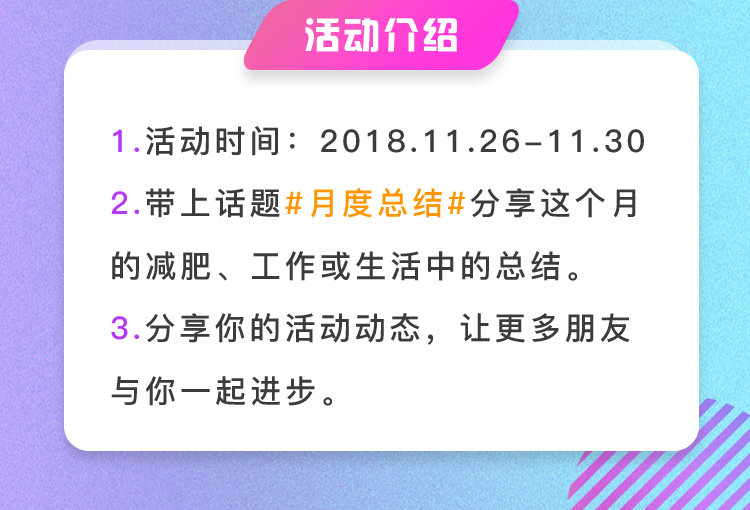 活动介绍
1.活动时间：2018.11.26-11.30
2.带上话题#月度总结#分享这个月
的减肥、工作或生活中的总结。
3.分享你的活动动态，让更多朋友
与你一起进步。